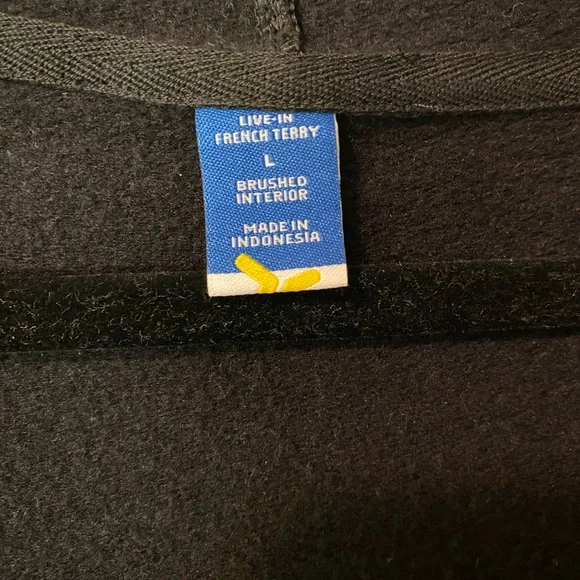 LIVE-IN
FRENCH TERRY
L
BRUSHED
INTERIOR
MADE IN
INDONESIA